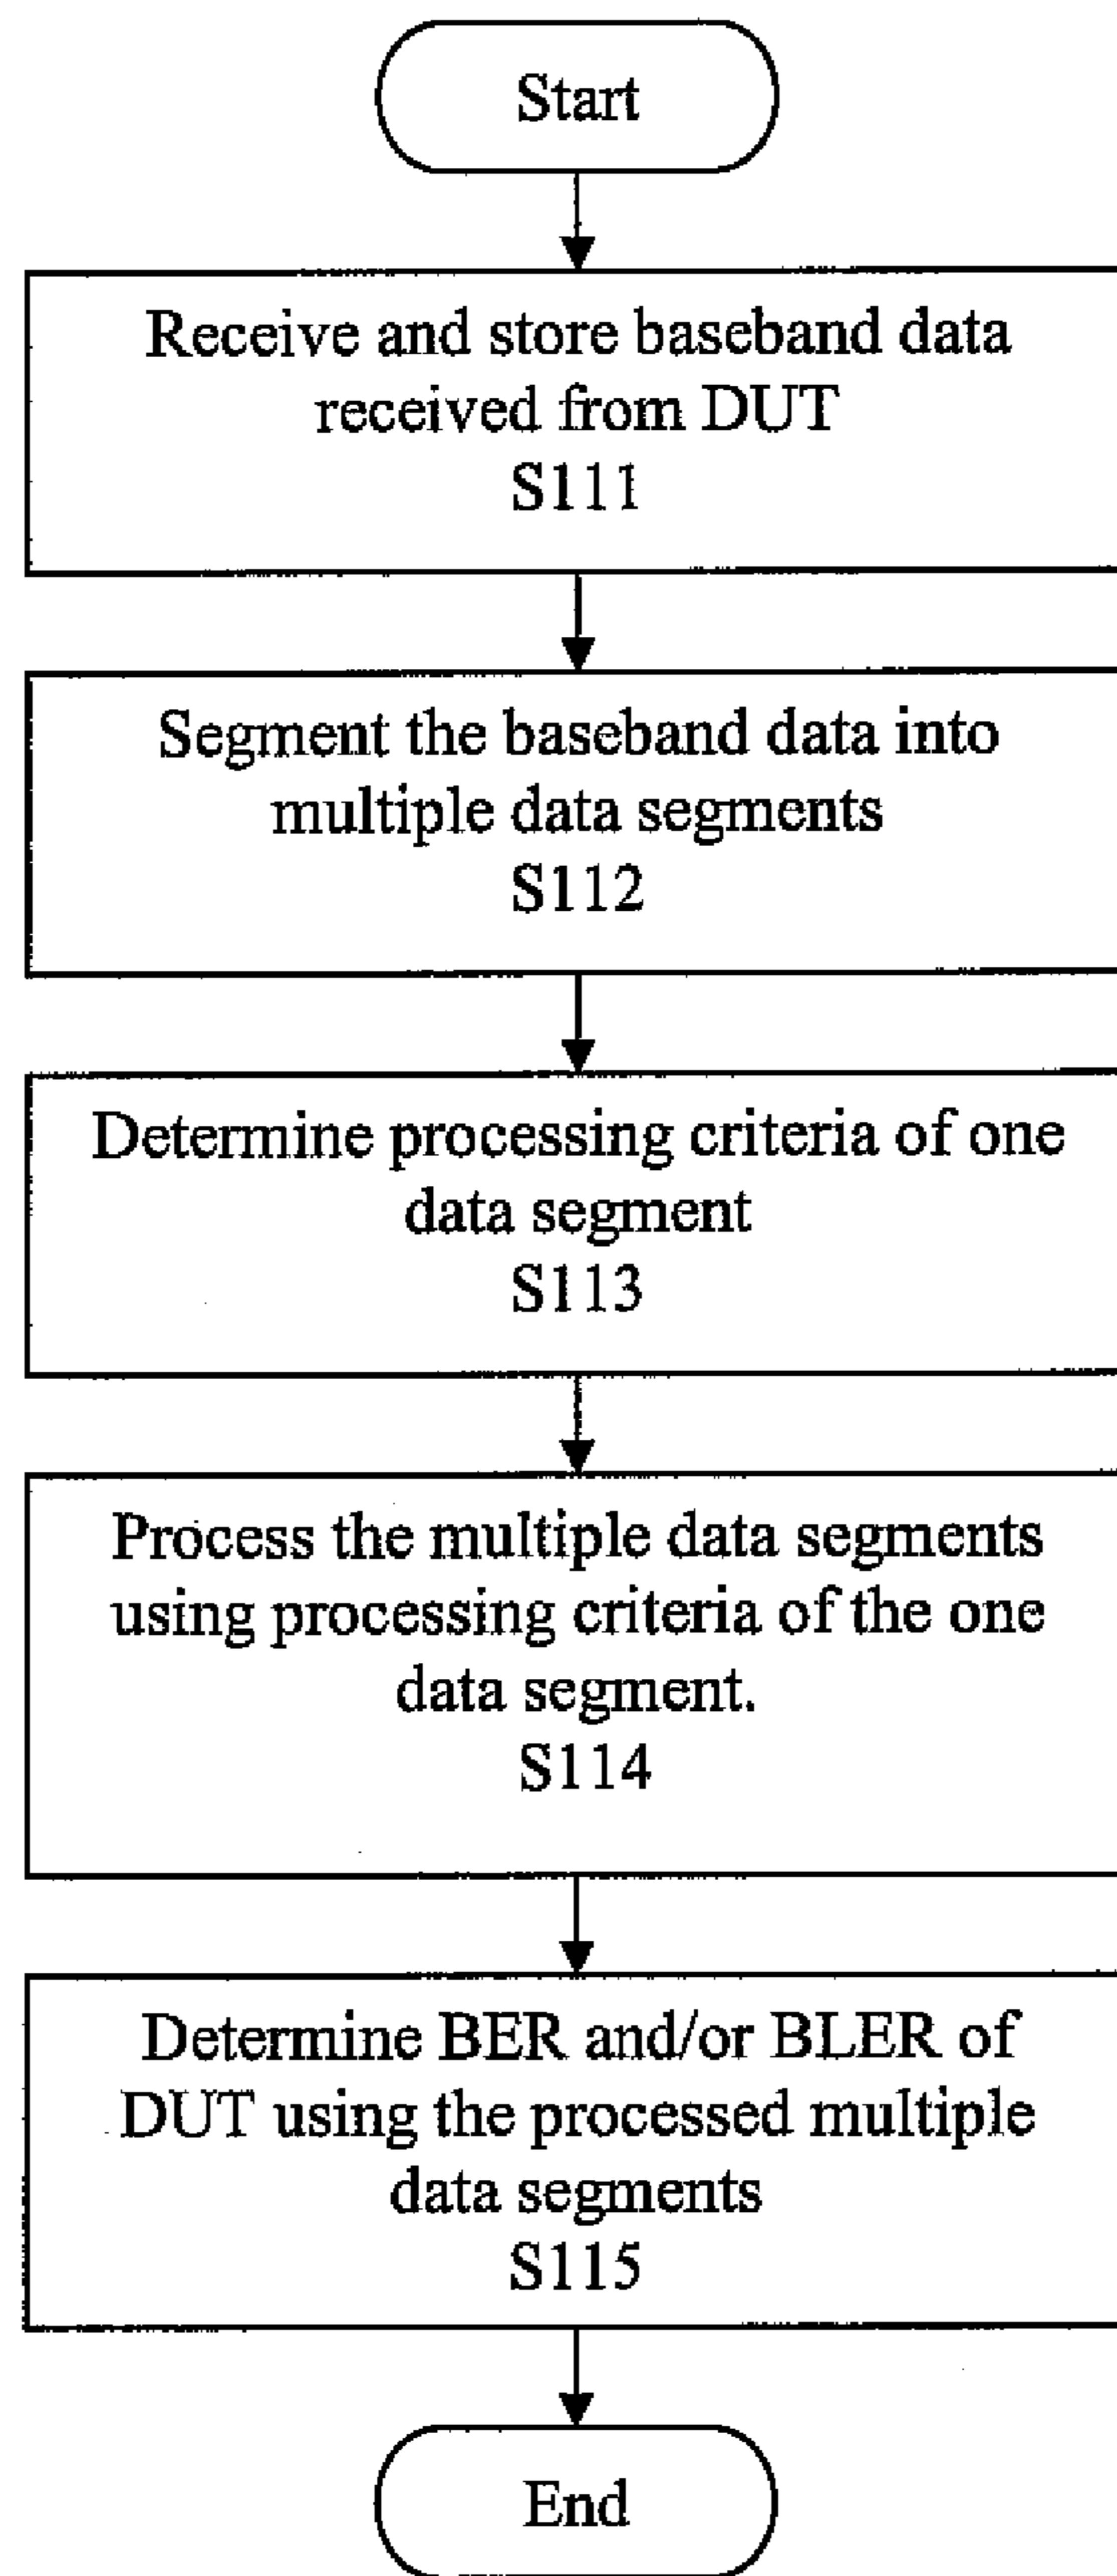 Start
Receive and store baseband data
received from DUT
S111
Segment the baseband data into
multiple data segments
S112
Determine processing criteria of one
data segment
S113
Process the multiple data segments
using processing criteria of the one
data segment.
S114
Determine BER and/or BLER of
DUT using the processed multiple
data segments
S115
End